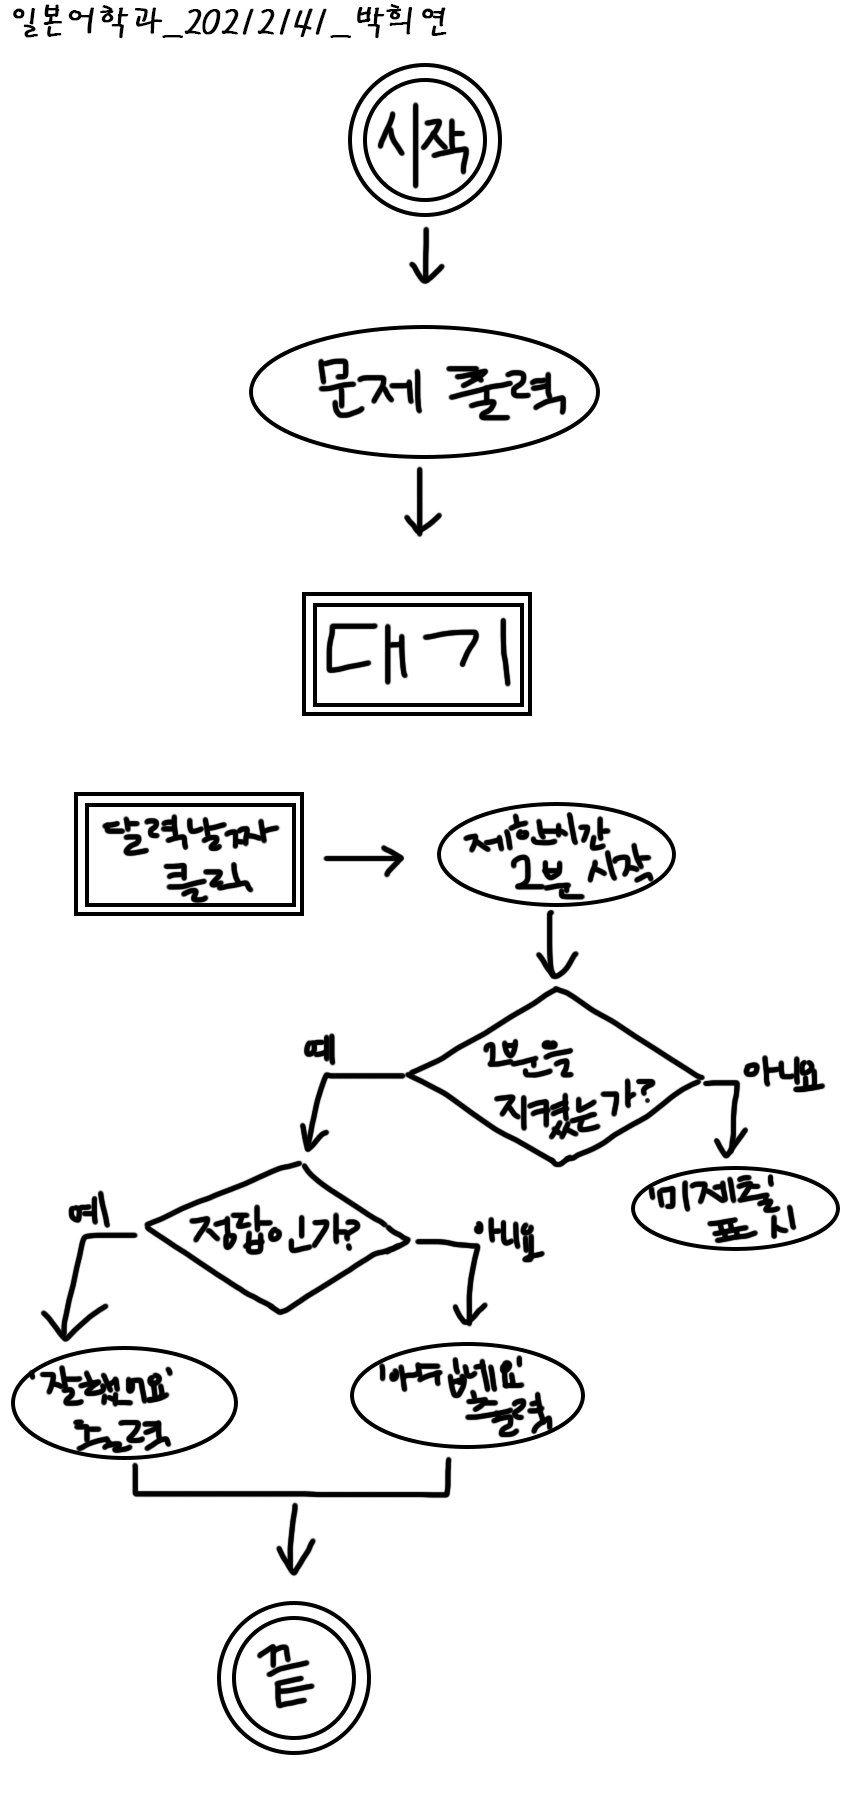 일본어학과_202121141_박희연
시작
문제 출력
대기
달력날짜
클릭
제한시간
2분 시작
2분을
지켰는가?
예
아니요
'미제출'
표시
정답인가?
예
아니요
'잘했어요'
출력
'아쉽네요'
출력
끝